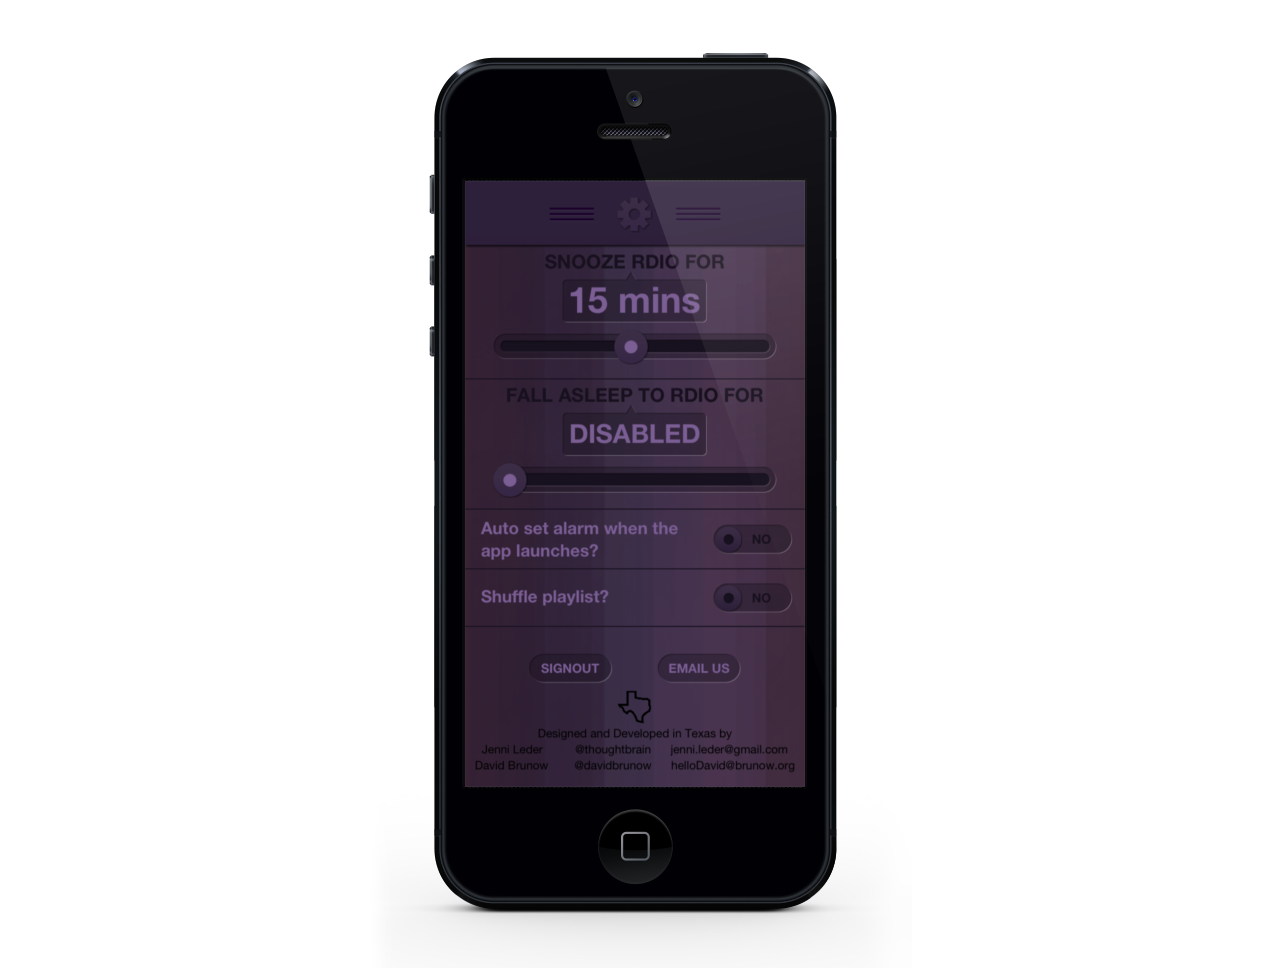 SNOOZE RDIO FOR
15 mins
FALL ASLEEP TO RDIO FOR
DISABLED
Auto set alarm when the
app launches?
NO
Shuffle playlist?
NO
SIGNOUT
EMAIL US
Designed and Developed in Texas by
Jenni Leder @thoughtbrain jenni.leder@gmail.com
David Brunow @davidbrunow helloDavid@brunow.org